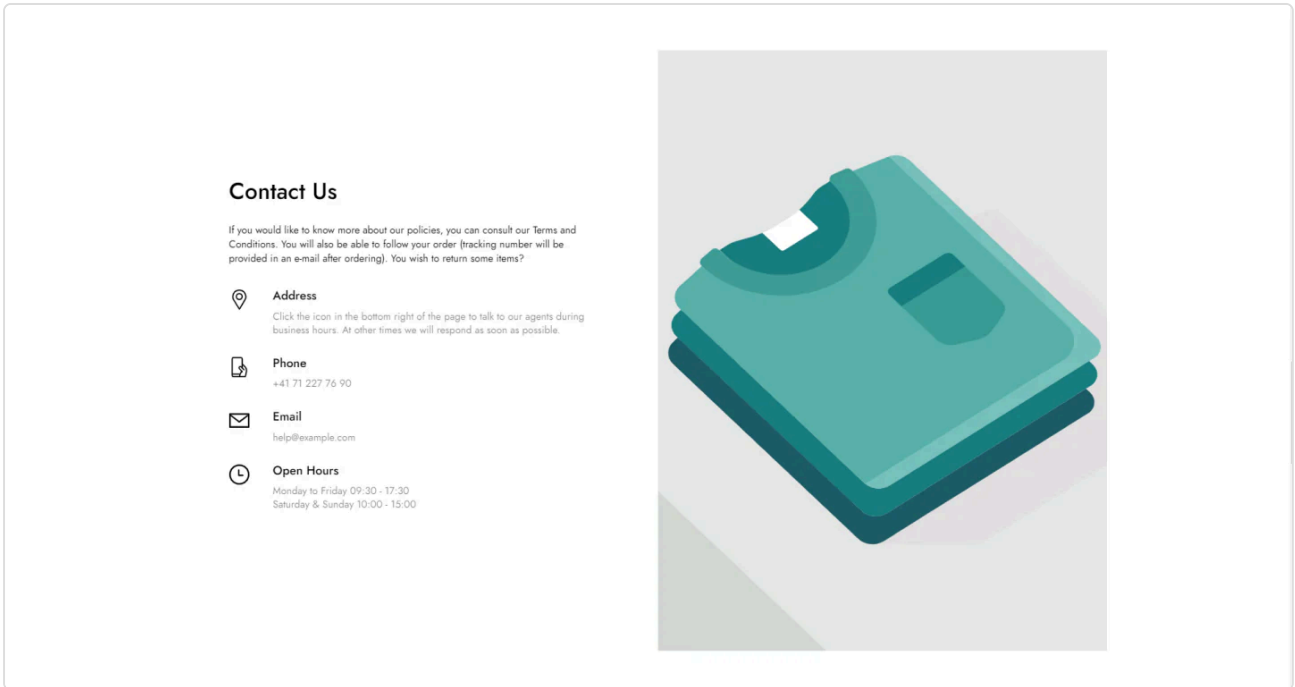 Contact Us
If you would like to know more about our policies, you can consult our Terms and
Conditions. You will also be able to follow your order (tracking number will be
provided in an e-mail after ordering). You wish to return some items?
Address
Click the icon in the bottom right of the page to talk to our agents during
business hours. At other times we will respond as soon as possible.
Phone
+41 71 227 76 90
Email
help@example.com
Open Hours
Monday to Friday 09:30 - 17:30
Saturday & Sunday 10:00 - 15:00